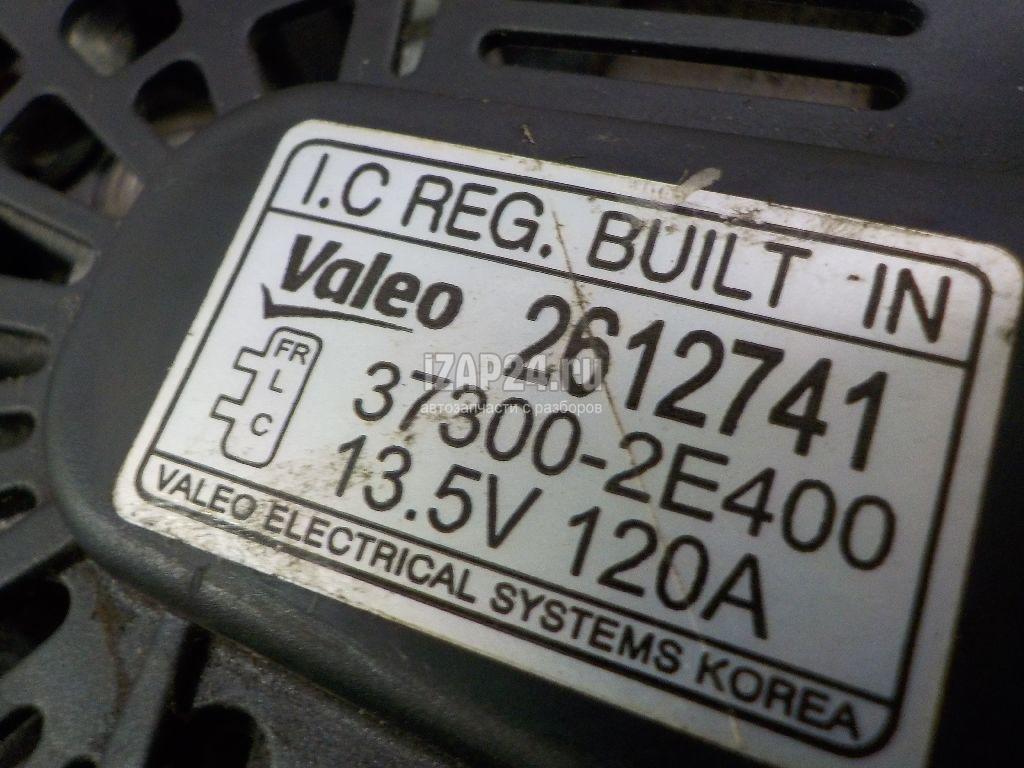 I.C REG. BUILT-IN
Valeo 2612741
FR
L
C
37300-2E400
13.5V 120A
VALEO ELECTRICAL SYSTEMS KOREA
iZAP24.ru
автозапчасти с разборов